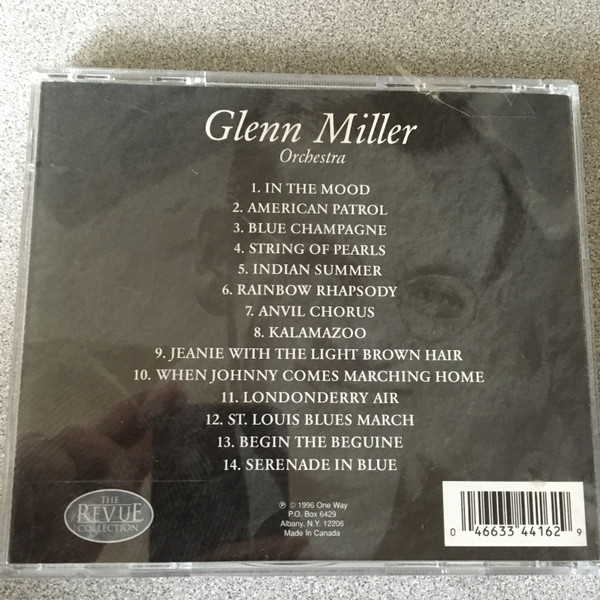 Glenn Miller
Orchestra
1. IN THE MOOD
2. AMERICAN PATROL
3. BLUE CHAMPAGNE
4. STRING OF PEARLS
5. INDIAN SUMMER
6. RAINBOW RHAPSODY
7. ANVIL CHORUS
8. KALAMAZOO
9. JEANIE WITH THE LIGHT BROWN HAIR
10. WHEN JOHNNY COMES MARCHING HOME
11. LONDONDERRY AIR
12. ST. LOUIS BLUES MARCH
13. BEGIN THE BEGUINE
14. SERENADE IN BLUE
THE
REVUE
COLLECTION
℗ © 1996 One Way
P.O. Box 6429
Albany, N.Y. 12206
Made In Canada
0 46633 44162 9